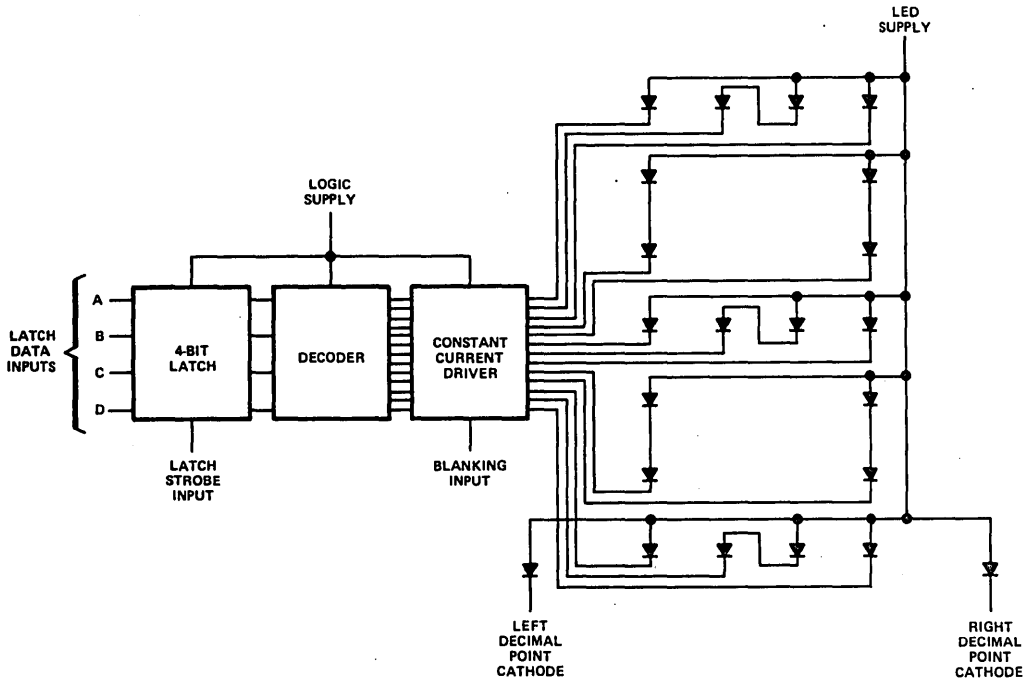 LED
SUPPLY
LOGIC
SUPPLY
LATCH
DATA
INPUTS
A
B
C
D
4-BIT
LATCH
DECODER
CONSTANT
CURRENT
DRIVER
LATCH
STROBE
INPUT
BLANKING
INPUT
LEFT
DECIMAL
POINT
CATHODE
RIGHT
DECIMAL
POINT
CATHODE